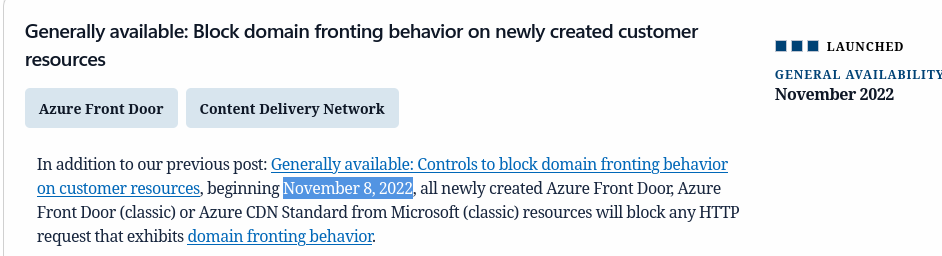 Generally available: Block domain fronting behavior on newly created customer
resources
LAUNCHED
GENERAL AVAILABILITY
November 2022
Azure Front Door
Content Delivery Network
In addition to our previous post: Generally available: Controls to block domain fronting behavior
on customer resources, beginning November 8, 2022, all newly created Azure Front Door, Azure
Front Door (classic) or Azure CDN Standard from Microsoft (classic) resources will block any HTTP
request that exhibits domain fronting behavior.